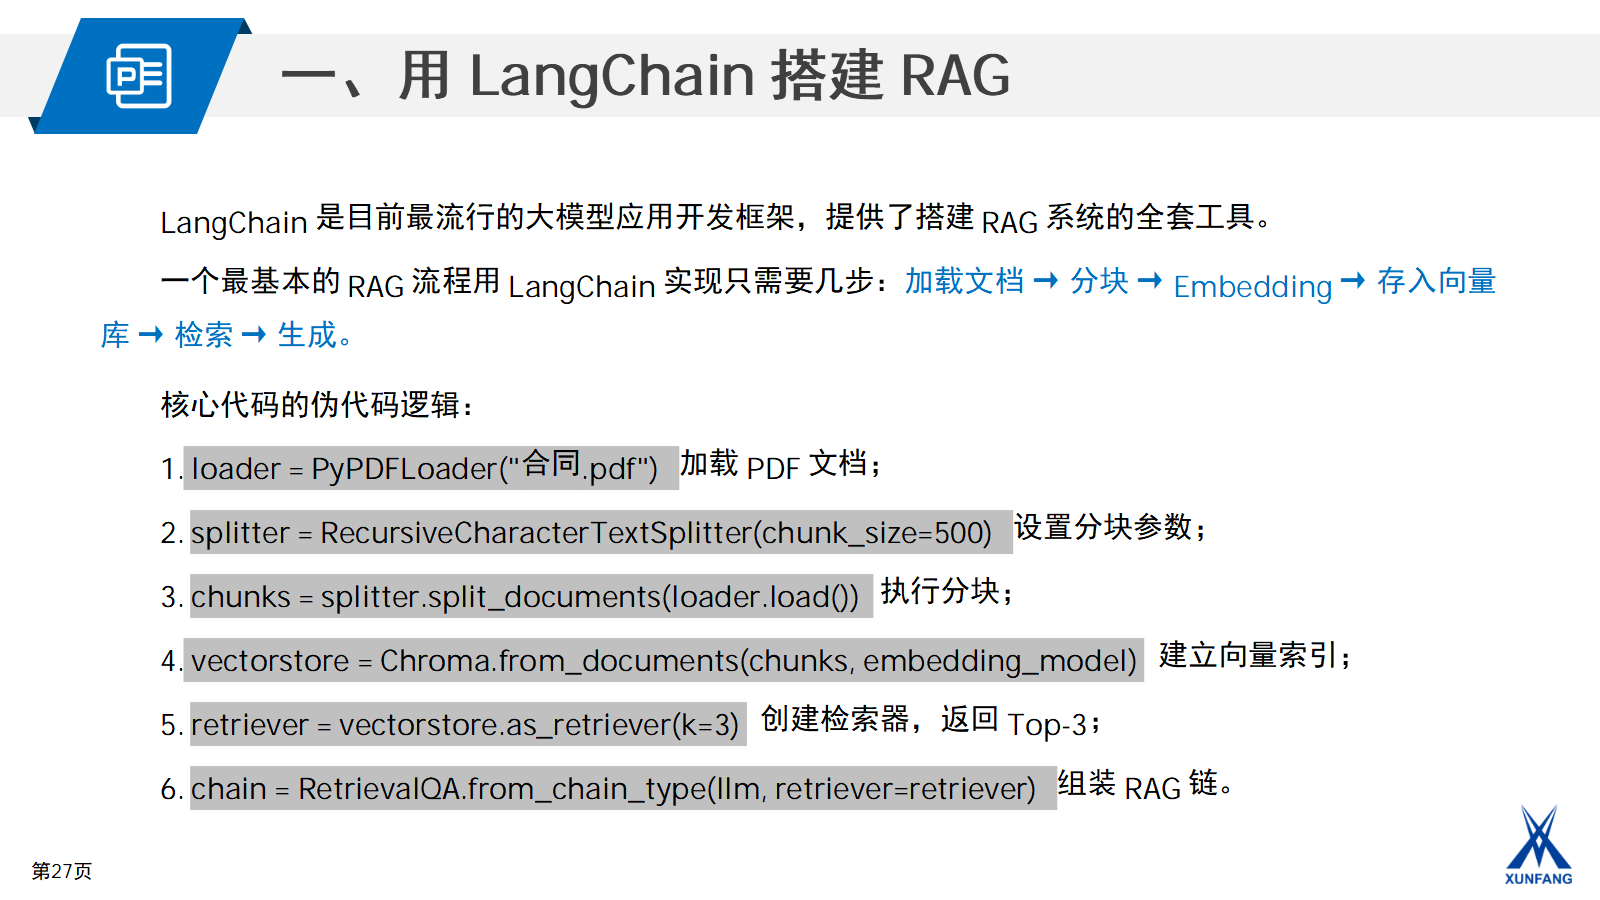 一、用 LangChain 搭建 RAG
LangChain 是目前最流行的大模型应用开发框架，提供了搭建 RAG 系统的全套工具。
一个最基本的 RAG 流程用 LangChain 实现只需要几步：加载文档 → 分块 → Embedding → 存入向量
库 → 检索 → 生成。
核心代码的伪代码逻辑：
1. loader = PyPDFLoader("合同.pdf") 加载 PDF 文档；
2. splitter = RecursiveCharacterTextSplitter(chunk_size=500) 设置分块参数；
3. chunks = splitter.split_documents(loader.load()) 执行分块；
4. vectorstore = Chroma.from_documents(chunks, embedding_model) 建立向量索引；
5. retriever = vectorstore.as_retriever(k=3) 创建检索器，返回 Top-3；
6. chain = RetrievalQA.from_chain_type(llm, retriever=retriever) 组装 RAG 链。
第27页
XUNFANG